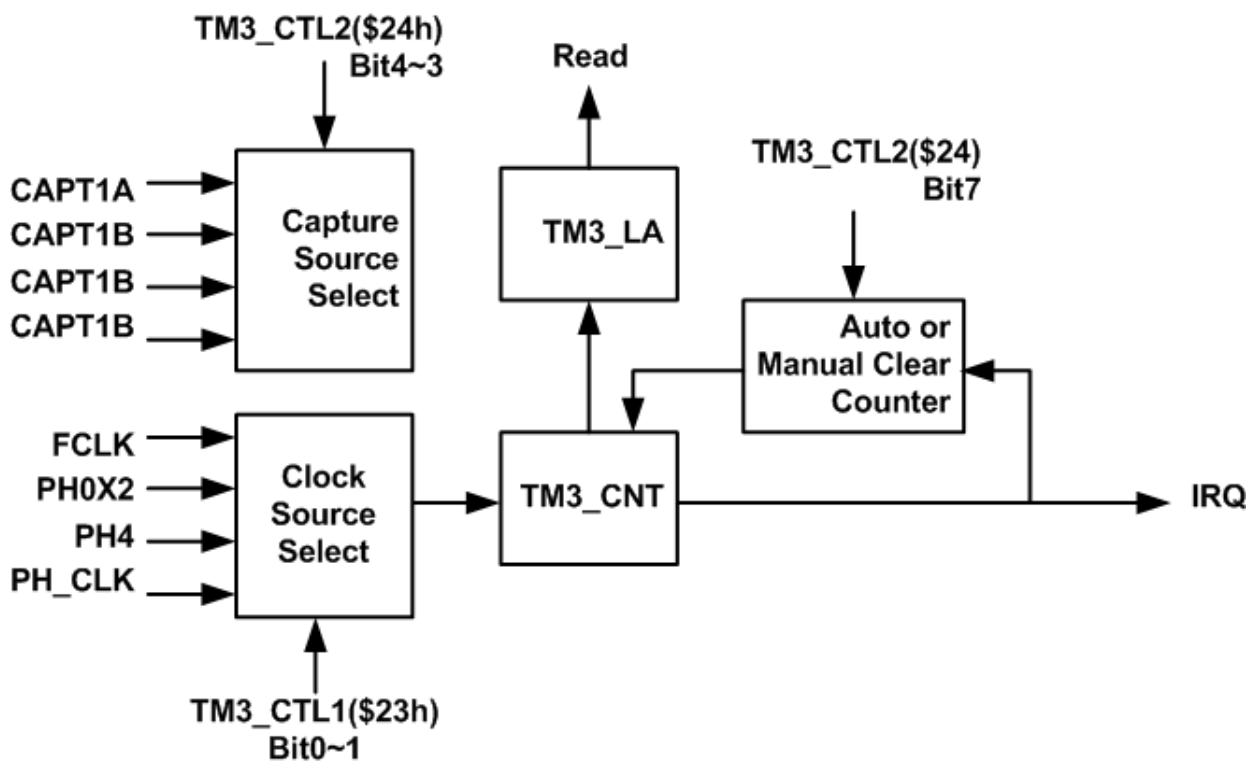 TM3_CTL2($24h)
Bit4~3
Read
TM3_CTL2($24)
Bit7
CAPT1A
CAPT1B
CAPT1B
CAPT1B
Capture
Source
Select
TM3_LA
Auto or
Manual Clear
Counter
FCLK
PH0X2
PH4
PH_CLK
Clock
Source
Select
TM3_CNT
IRQ
TM3_CTL1($23h)
Bit0~1